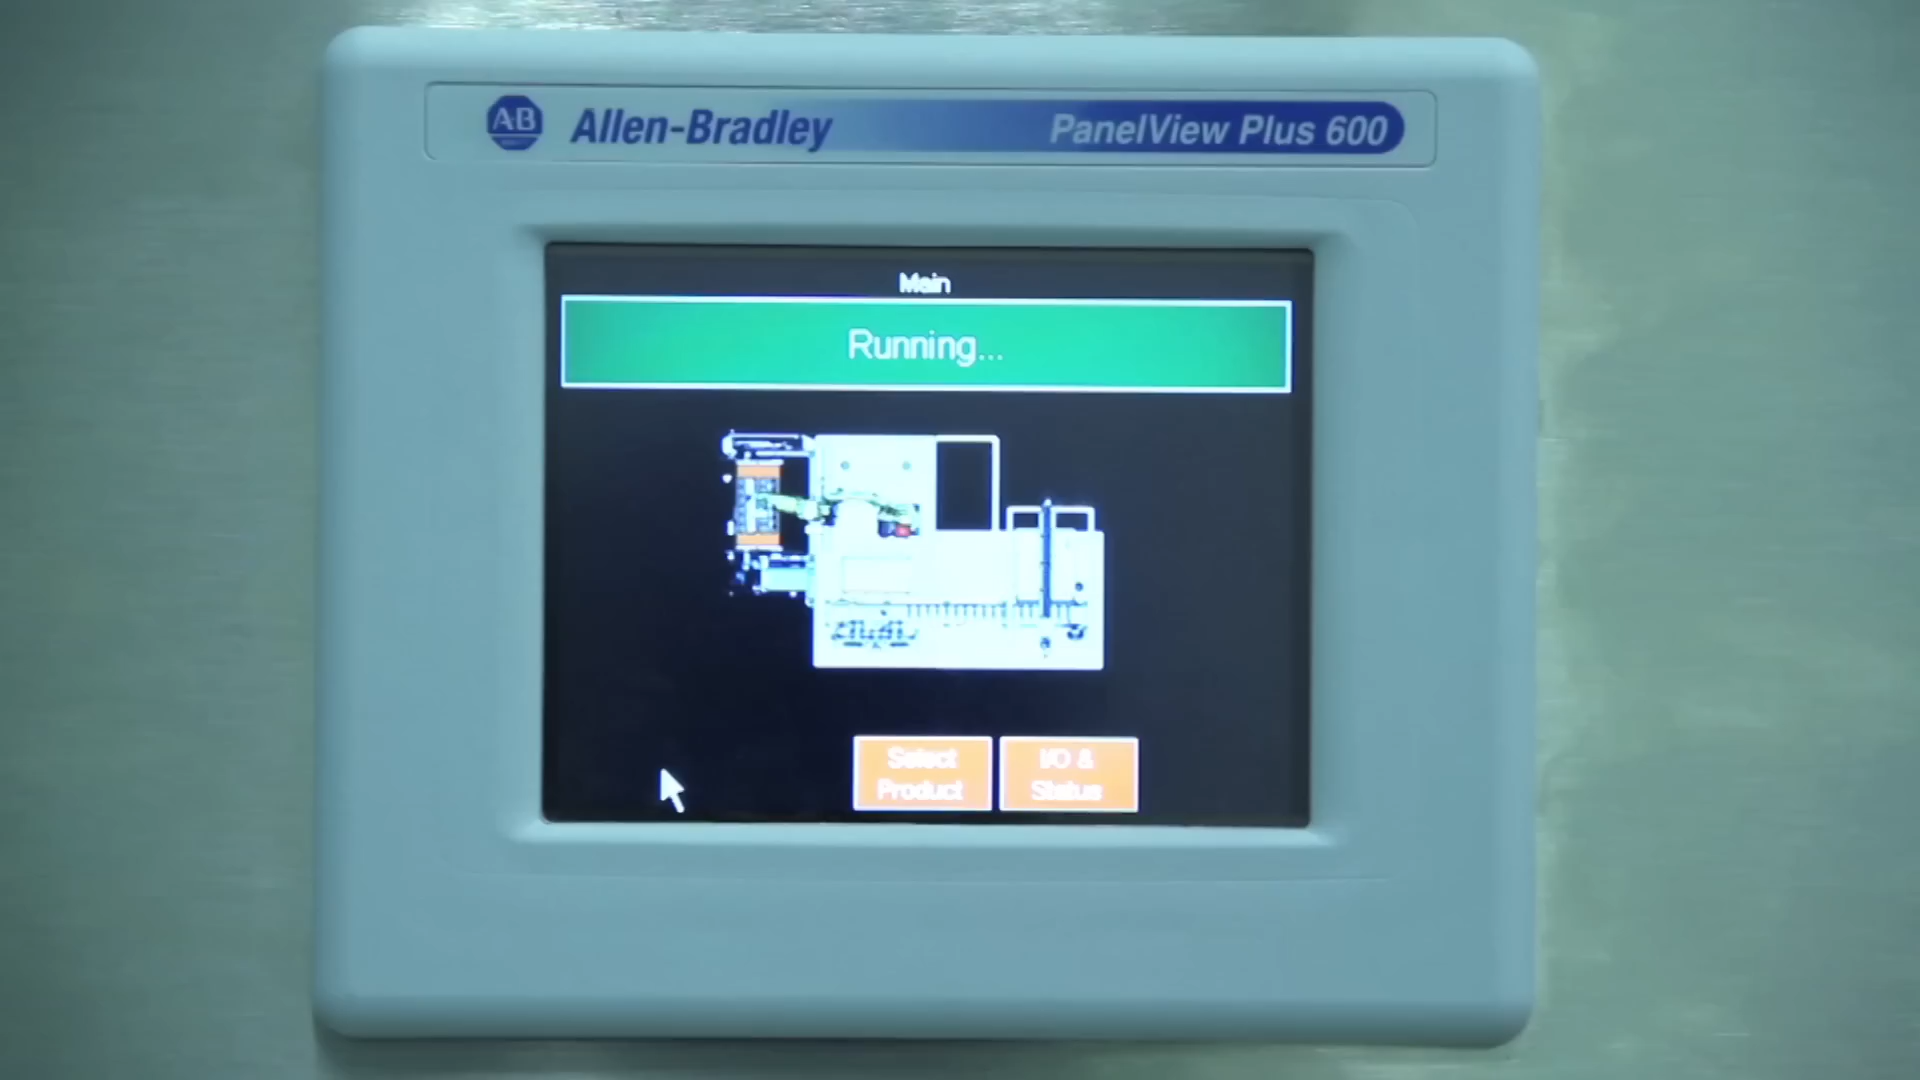 AB Allen-Bradley PanelView Plus 600
Main
Running...
Select
Product
I/O &
Status